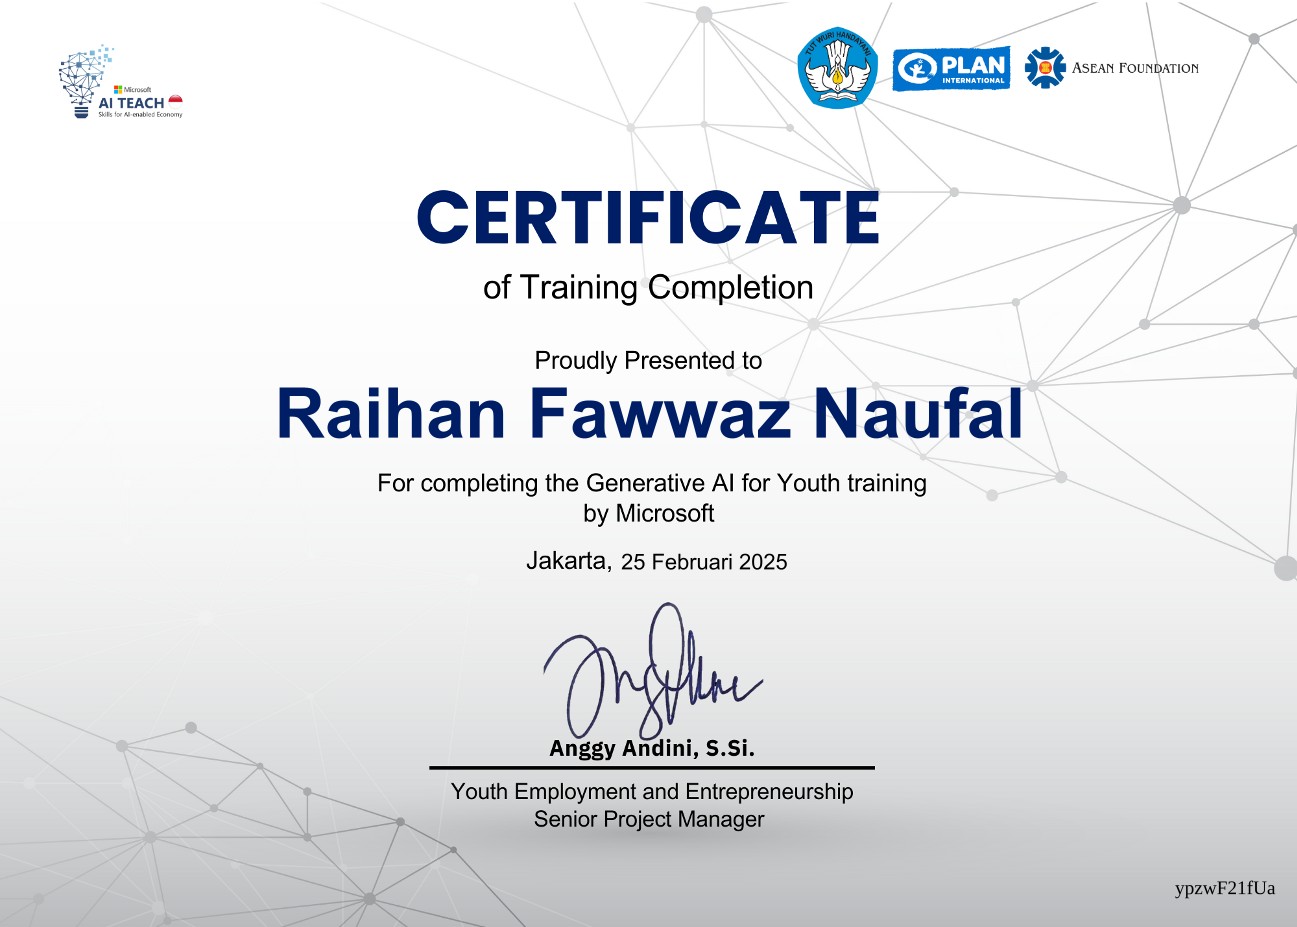 Microsoft
AI TEACH
Skills for AI-enabled Economy
TUT WURI HANDAYANI
PLAN
INTERNATIONAL
ASEAN FOUNDATION
CERTIFICATE
of Training Completion
Proudly Presented to
Raihan Fawwaz Naufal
For completing the Generative AI for Youth training
by Microsoft
Jakarta, 25 Februari 2025
Anggy Andini, S.Si.
Youth Employment and Entrepreneurship
Senior Project Manager
ypzwF21fUa